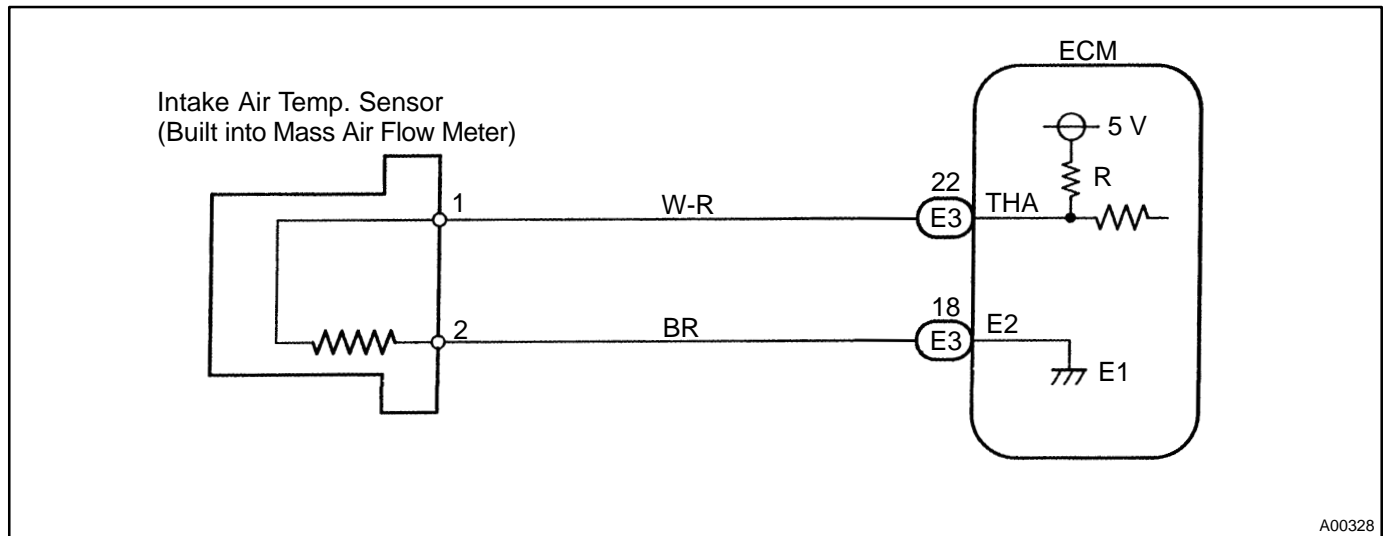 ECM
Intake Air Temp. Sensor
(Built into Mass Air Flow Meter)
5 V
R
1
W-R
22
E3
THA
2
BR
18
E3
E2
E1
A00328